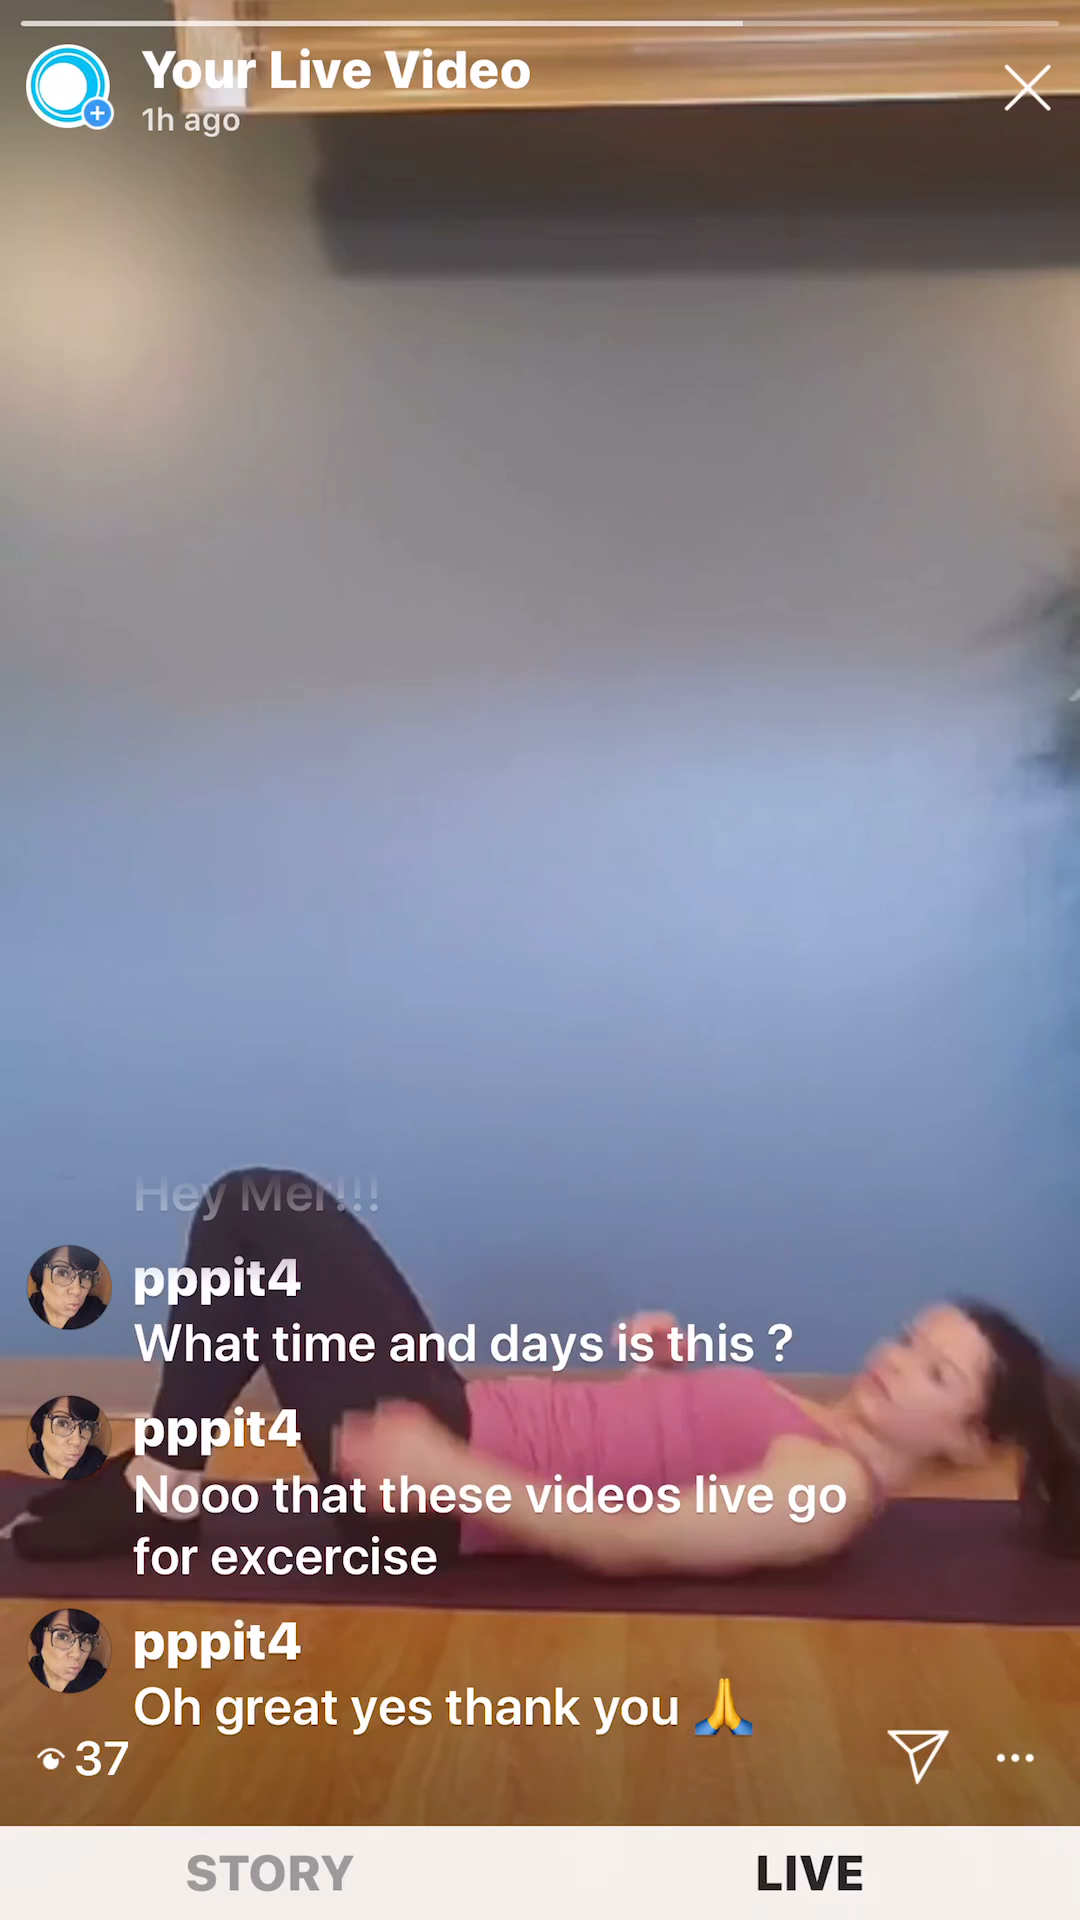 Your Live Video
1h ago
Hey Mer!!!
pppit4
What time and days is this ?
pppit4
Nooo that these videos live go
for excercise
pppit4
Oh great yes thank you 🙏
37
STORY
LIVE